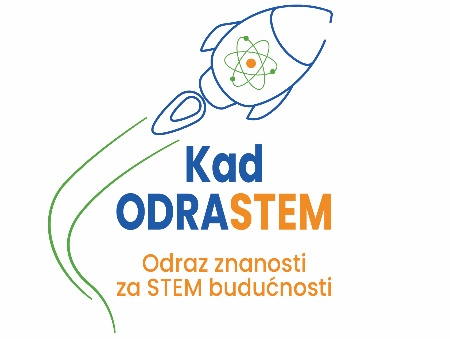 Kad
ODRASTEM
Odraz znanosti
za STEM budućnosti